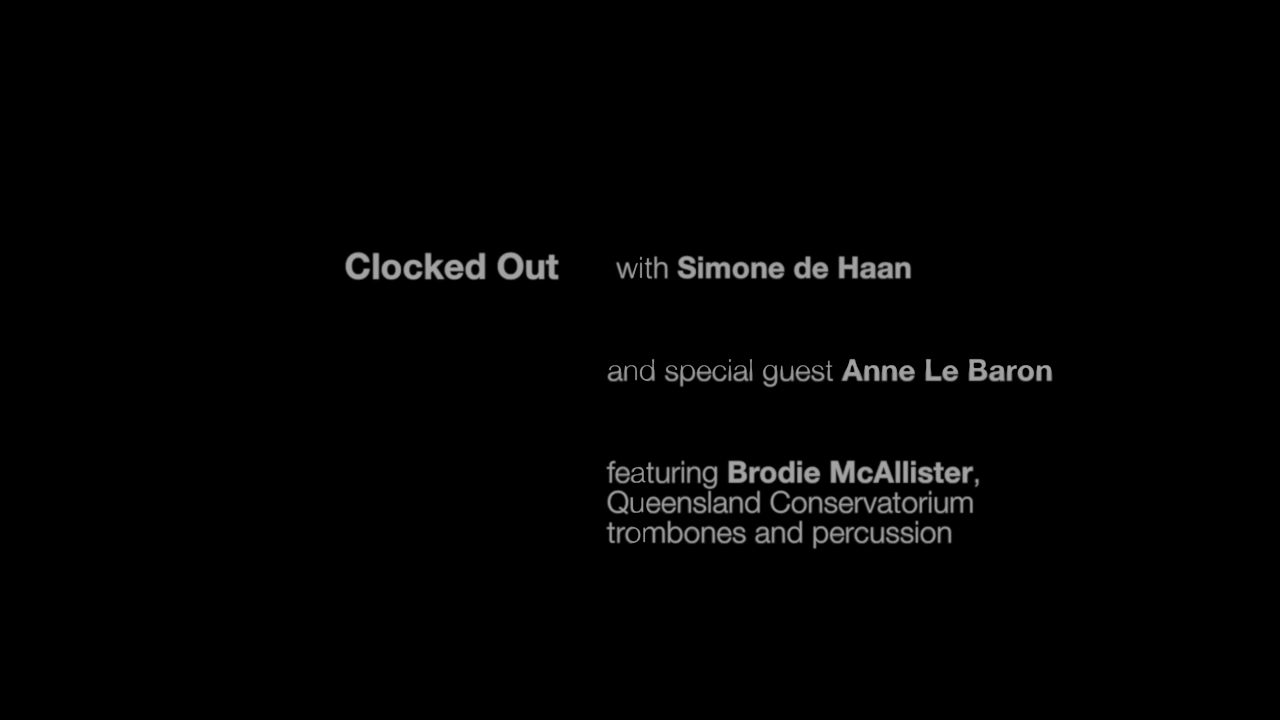 Clocked Out with Simone de Haan
and special guest Anne Le Baron
featuring Brodie McAllister,
Queensland Conservatorium
trombones and percussion